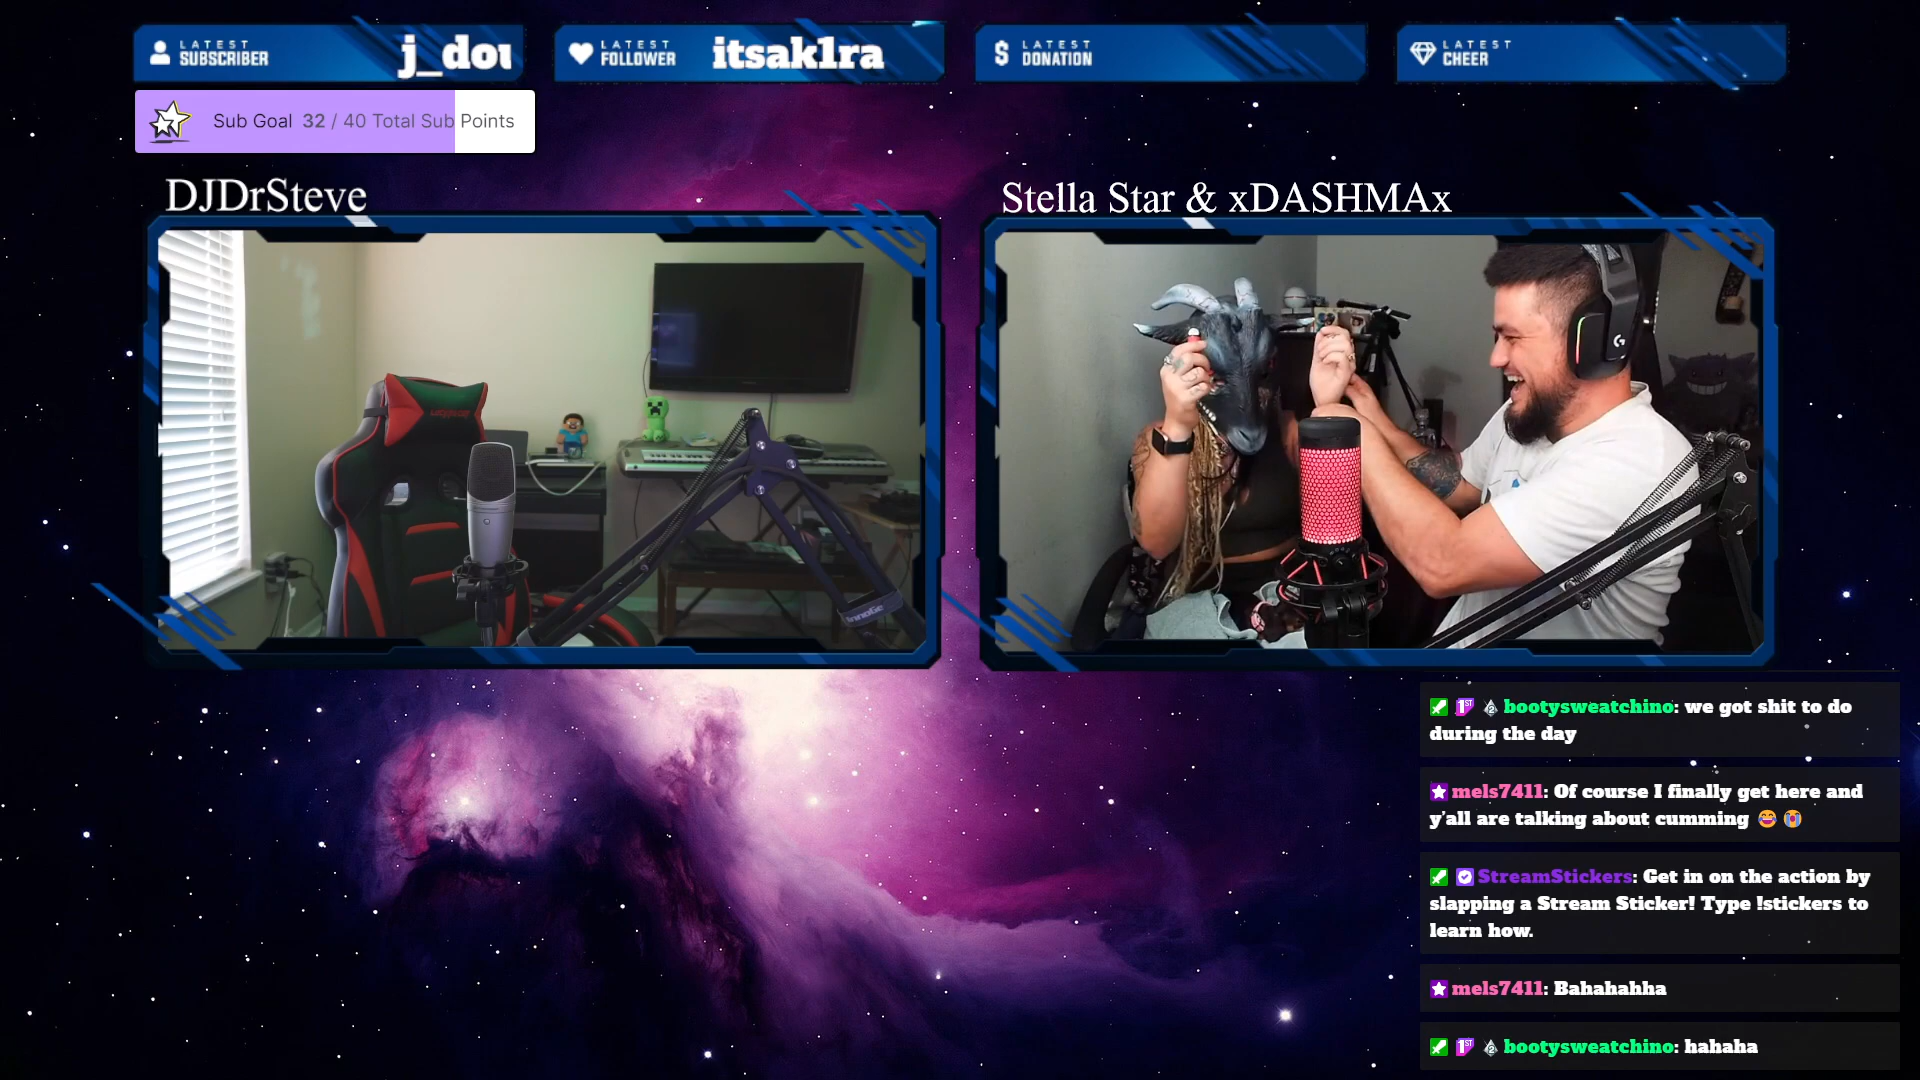 LATEST
SUBSCRIBER
j_dou
LATEST
FOLLOWER
itsak1ra
LATEST
DONATION
LATEST
CHEER
Sub Goal 32 / 40 Total Sub Points
DJDrSteve
Stella Star & xDASHMAx
InnoGe
bootysweatchino: we got shit to do
during the day
mels7411: Of course I finally get here and
y'all are talking about cumming 😂 😭
StreamStickers: Get in on the action by
slapping a Stream Sticker! Type !stickers to
learn how.
mels7411: Bahahahha
bootysweatchino: hahaha